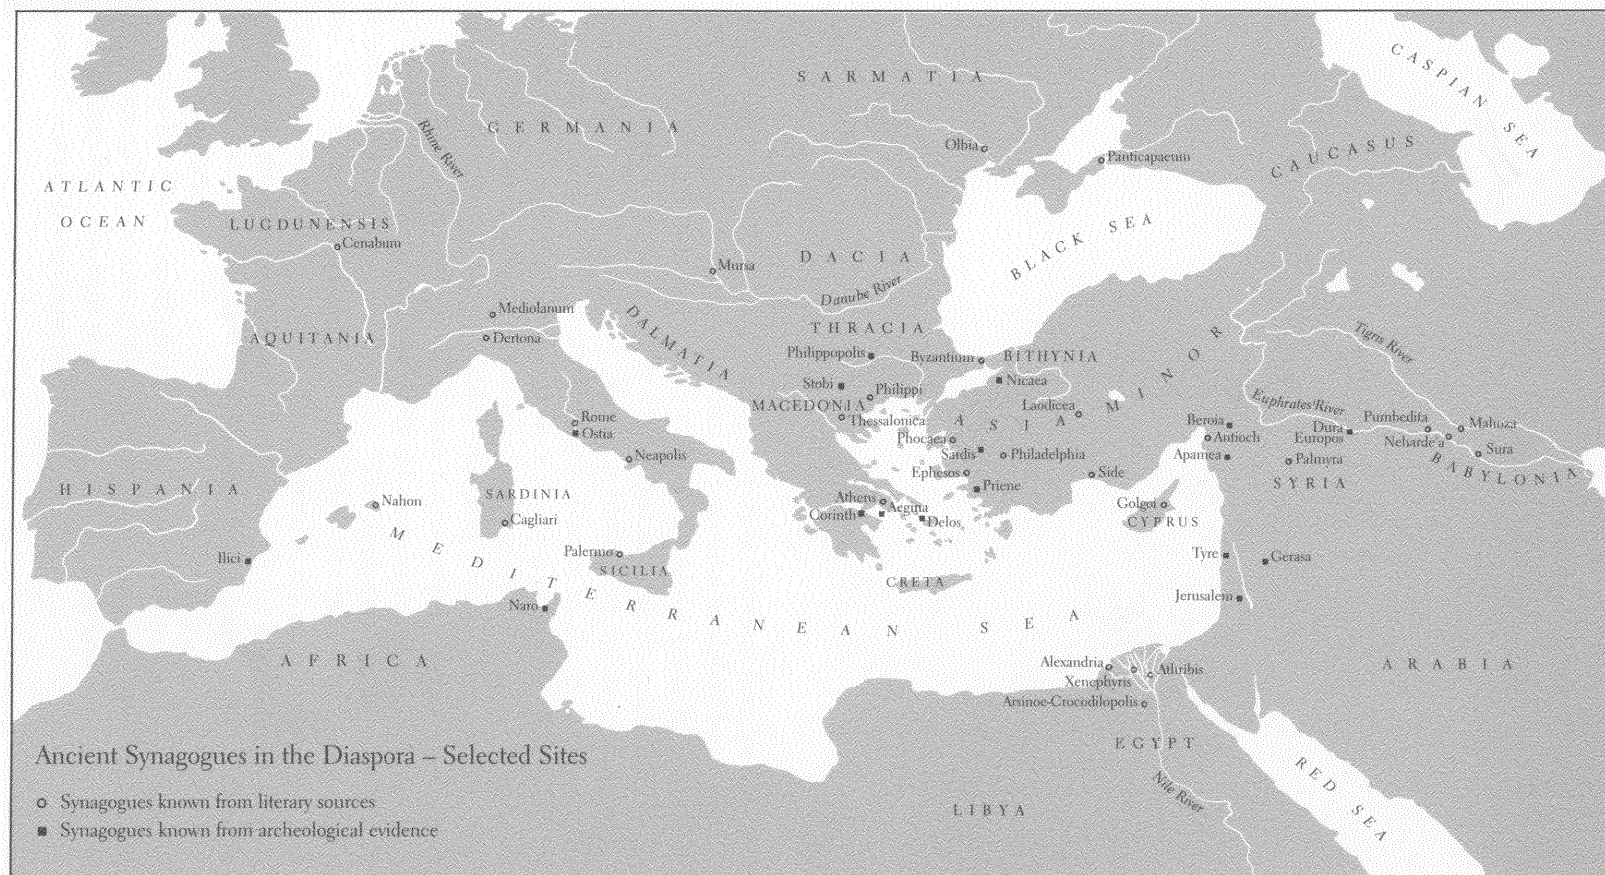 CASPIAN SEA
SARMATIA
GERMANIA
Rhine River
Olbia
Panticapaeum
CAUCASUS
ATLANTIC
OCEAN
LUGDUNENSIS
Cenabum
BLACK SEA
DACIA
Mursa
Danube River
Mediolanum
DALMATIA
THRACIA
AQUITANIA
Dertona
Tigris River
Philippopolis
Byzantium
BITHYNIA
Stobi
Nicaea
Philippi
ASIA MINOR
MACEDONIA
Laodicea
Euphrates River
Rome
Thessalonica
Beroia
Dura
Europos
Pumbedita
Mahoza
Ostia
Phocaea
Antioch
Nehardea
Sardis
Philadelphia
Apamea
Palmyra
Sura
Neapolis
Ephesos
Side
BABYLONIA
HISPANIA
Priene
SYRIA
SARDINIA
Nahon
Athens
Aegina
Golgoi
Corinth
Delos
CYPRUS
Cagliari
MEDITERRANEAN SEA
Ilici
Palermo
Tyre
Gerasa
SICILIA
CRETA
Jerusalem
Naro
AFRICA
Alexandria
Athribis
ARABIA
Xenephyris
Arsinoe-Crocodilopolis
EGYPT
Nile River
RED SEA
LIBYA
Ancient Synagogues in the Diaspora – Selected Sites
Synagogues known from literary sources
Synagogues known from archeological evidence